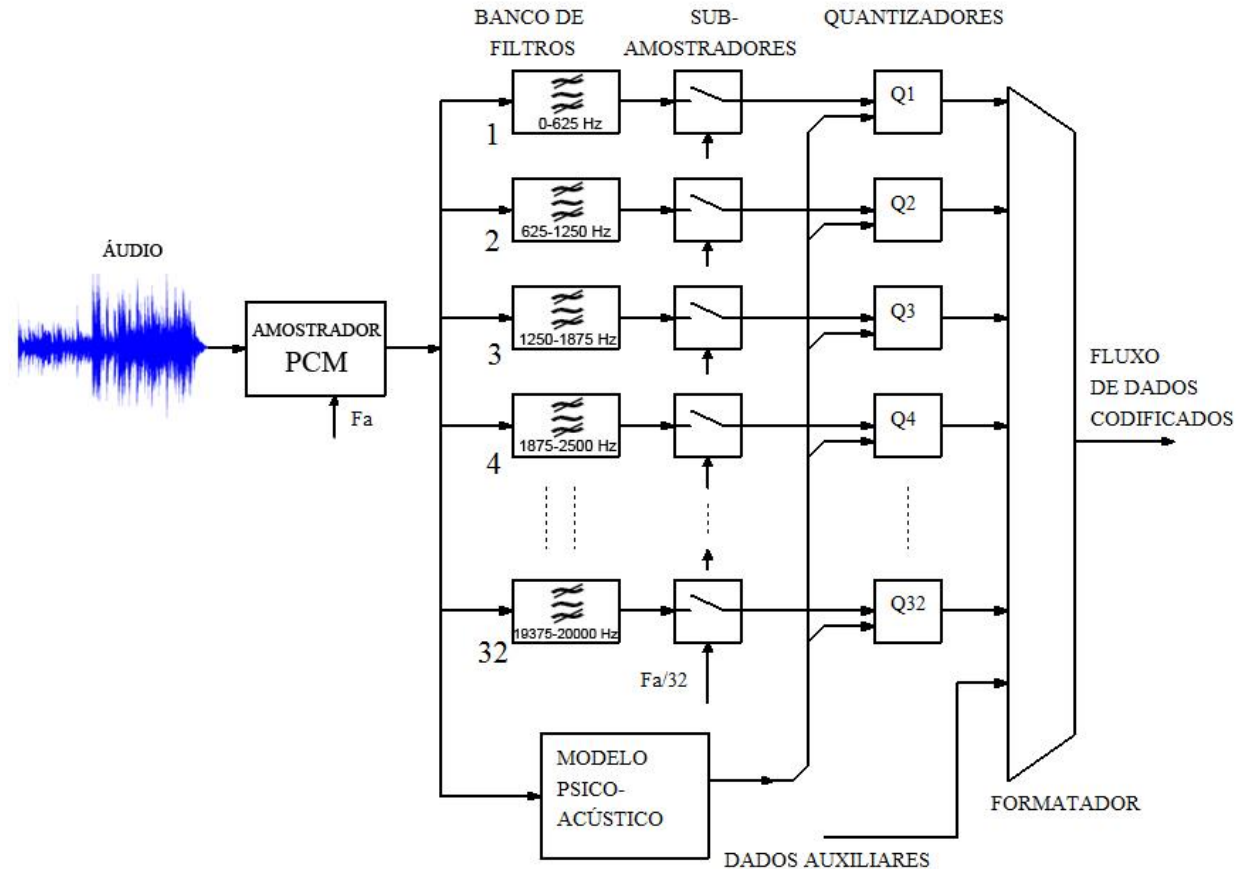 BANCO DE
FILTROS
SUB-
AMOSTRADORES
QUANTIZADORES
0-625 Hz
1
Q1
625-1250 Hz
2
Q2
ÁUDIO
AMOSTRADOR
PCM
Fa
1250-1875 Hz
3
Q3
1875-2500 Hz
4
Q4
FLUXO
DE DADOS
CODIFICADOS
19375-20000 Hz
32
Q32
Fa/32
MODELO
PSICO-
ACÚSTICO
FORMATADOR
DADOS AUXILIARES